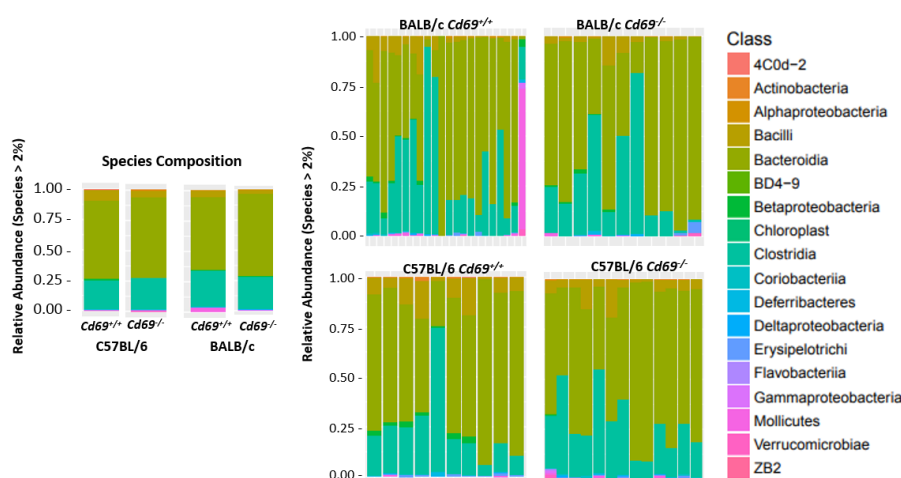 Species Composition
Relative Abundance (Species > 2%)
1.00
0.75
0.50
0.25
0.00
Cd69+/+ Cd69-/- Cd69+/+ Cd69-/-
C57BL/6 BALB/c
BALB/c Cd69+/+ BALB/c Cd69-/-
Relative Abundance (Species > 2%)
1.00
0.75
0.50
0.25
0.00
C57BL/6 Cd69+/+ C57BL/6 Cd69-/-
1.00
0.75
0.50
0.25
0.00
Class
4C0d-2
Actinobacteria
Alphaproteobacteria
Bacilli
Bacteroidia
BD4-9
Betaproteobacteria
Chloroplast
Clostridia
Coriobacteriia
Deferribacteres
Deltaproteobacteria
Erysipelotrichi
Flavobacteriia
Gammaproteobacteria
Mollicutes
Verrucomicrobiae
ZB2